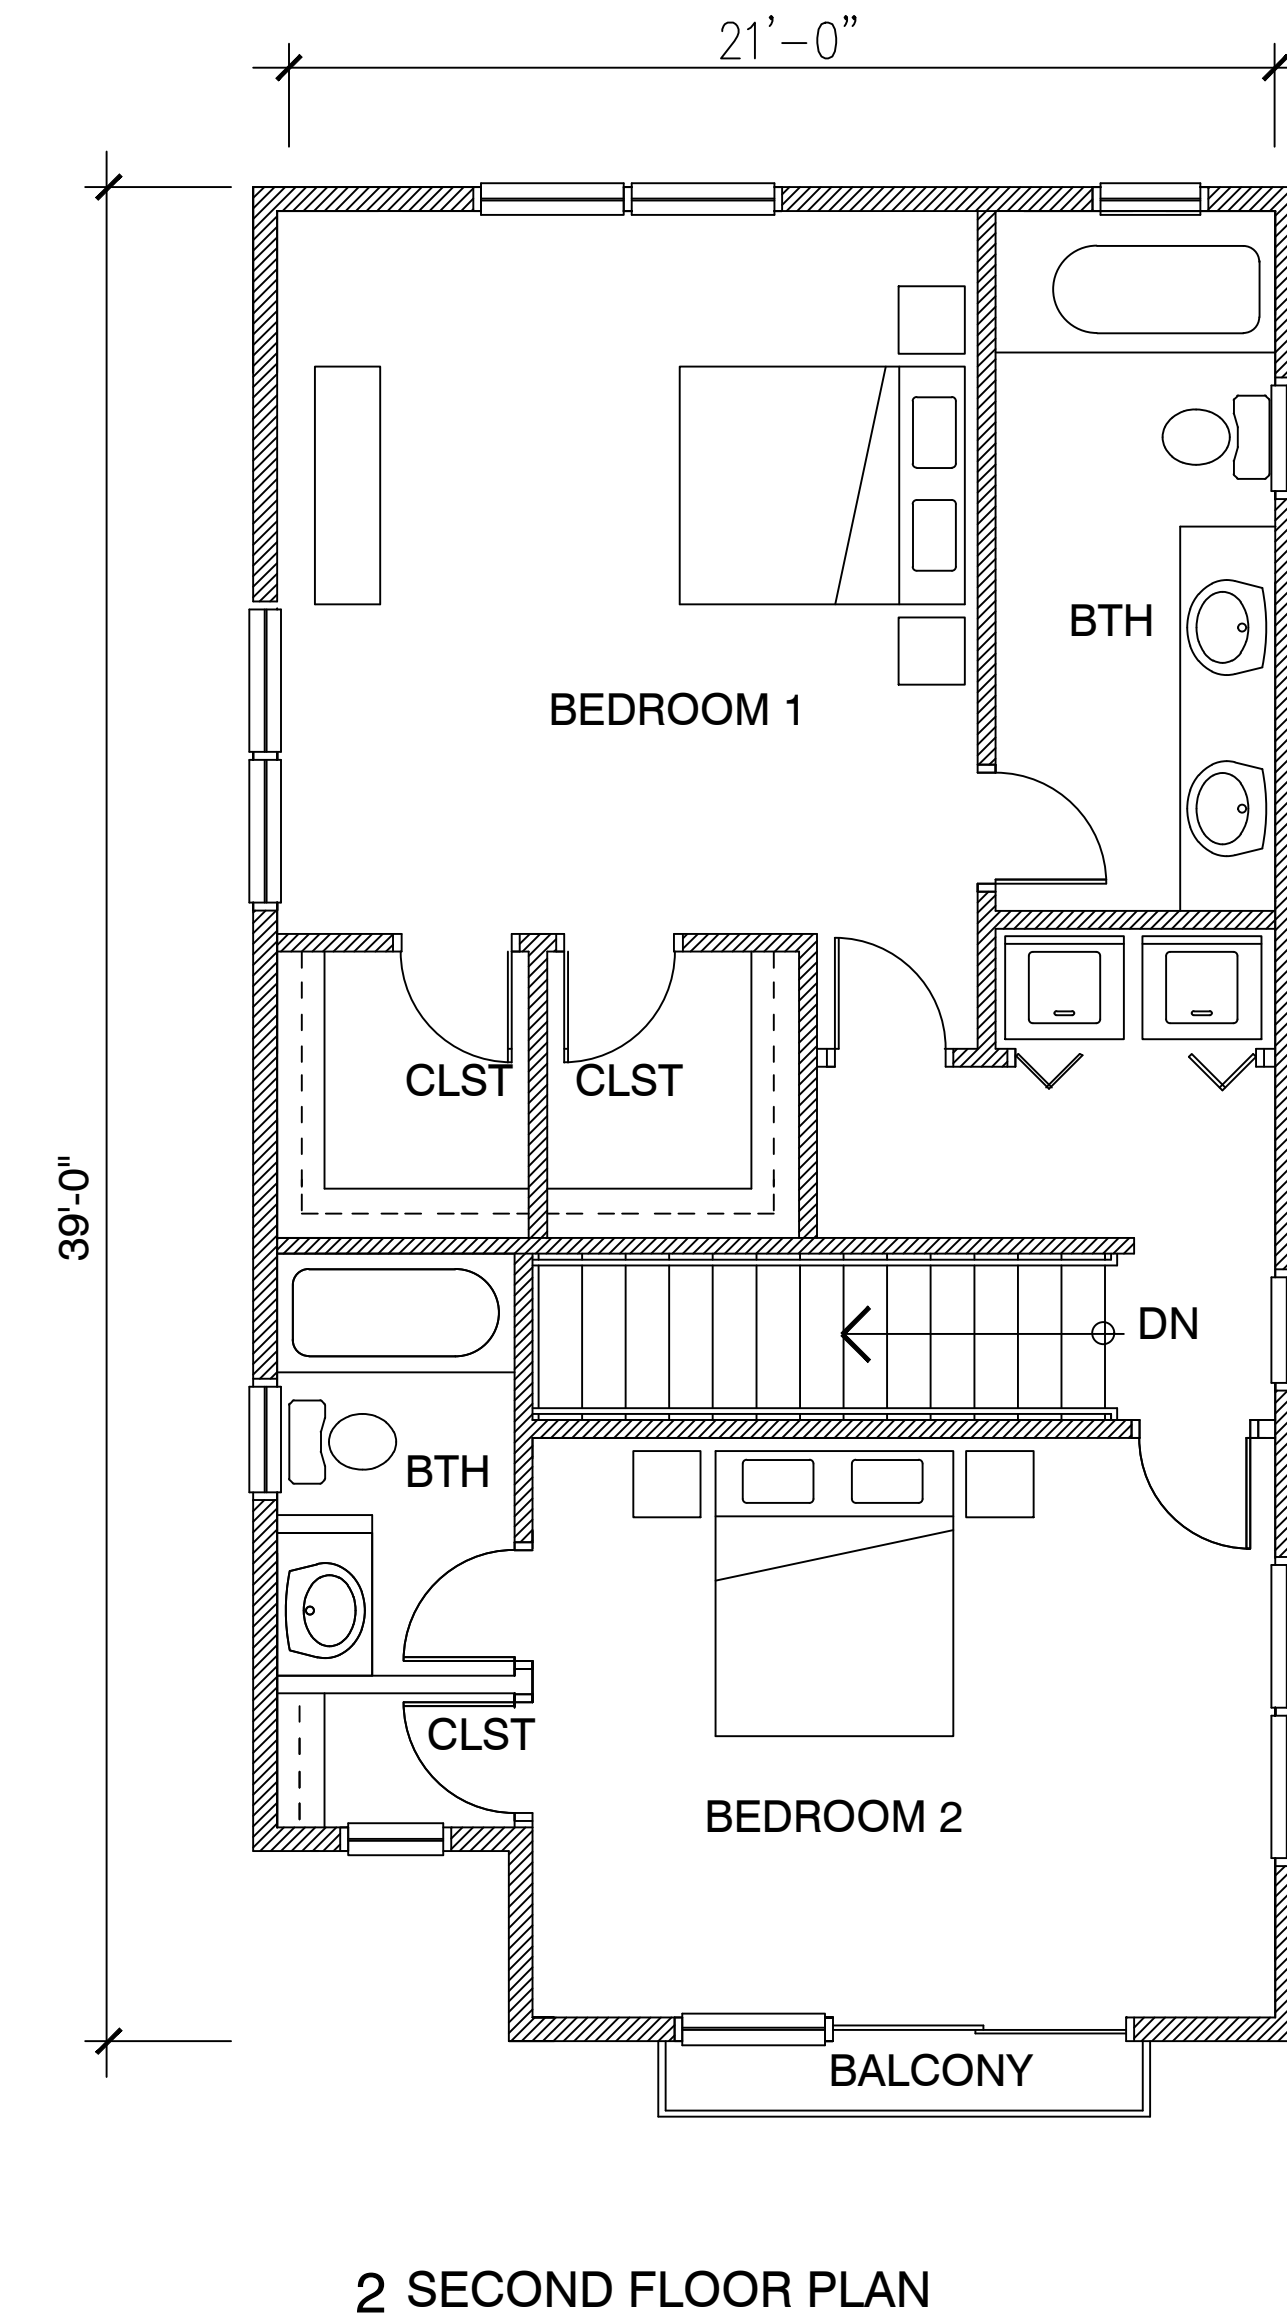 21'-0"
BTH
BEDROOM 1
CLST CLST
39'-0"
DN
BTH
CLST
BEDROOM 2
BALCONY
2 SECOND FLOOR PLAN